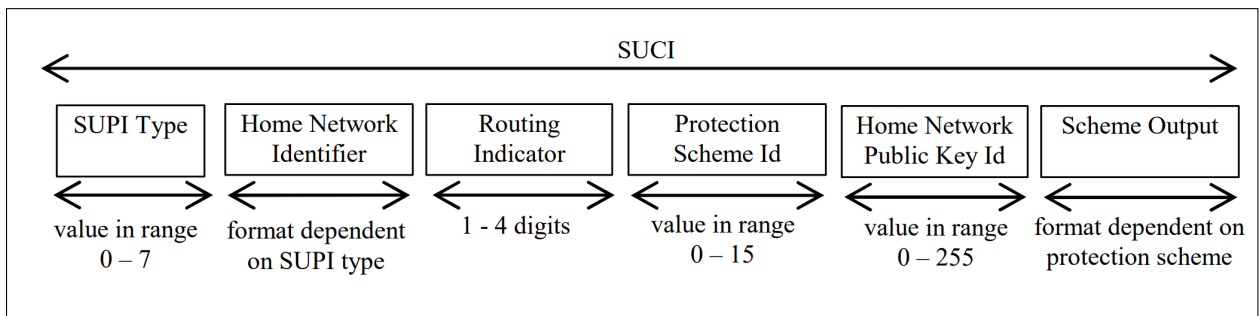 SUCI
SUPI Type
Home Network
Identifier
Routing
Indicator
Protection
Scheme Id
Home Network
Public Key Id
Scheme Output
value in range
0 – 7
format dependent
on SUPI type
1 - 4 digits
value in range
0 – 15
value in range
0 – 255
format dependent on
protection scheme